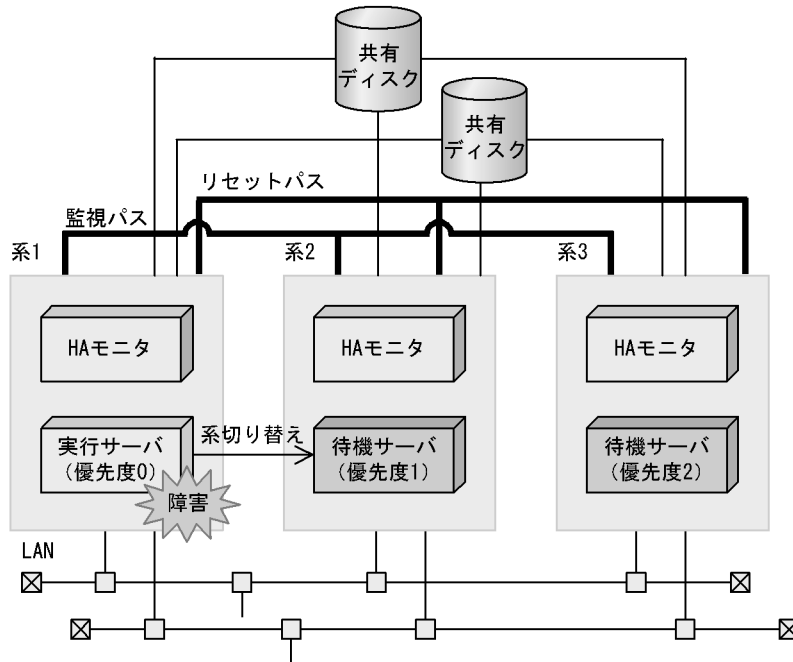 共有
ディスク
共有
ディスク
リセットパス
監視パス
系1
系2
系3
HAモニタ
HAモニタ
HAモニタ
実行サーバ
(優先度0)
系切り替え
待機サーバ
(優先度1)
待機サーバ
(優先度2)
障害
LAN